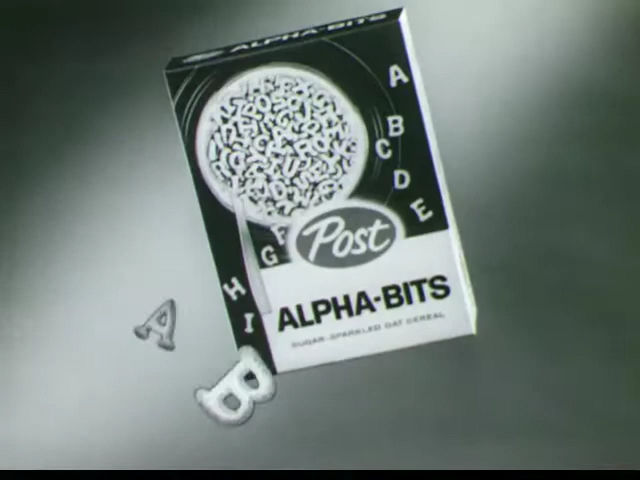 ALPHA-BITS
A
B
C
D
E
F
G
H
I
Post
ALPHA-BITS
SUGAR-SPARKLED OAT CEREAL
A
B